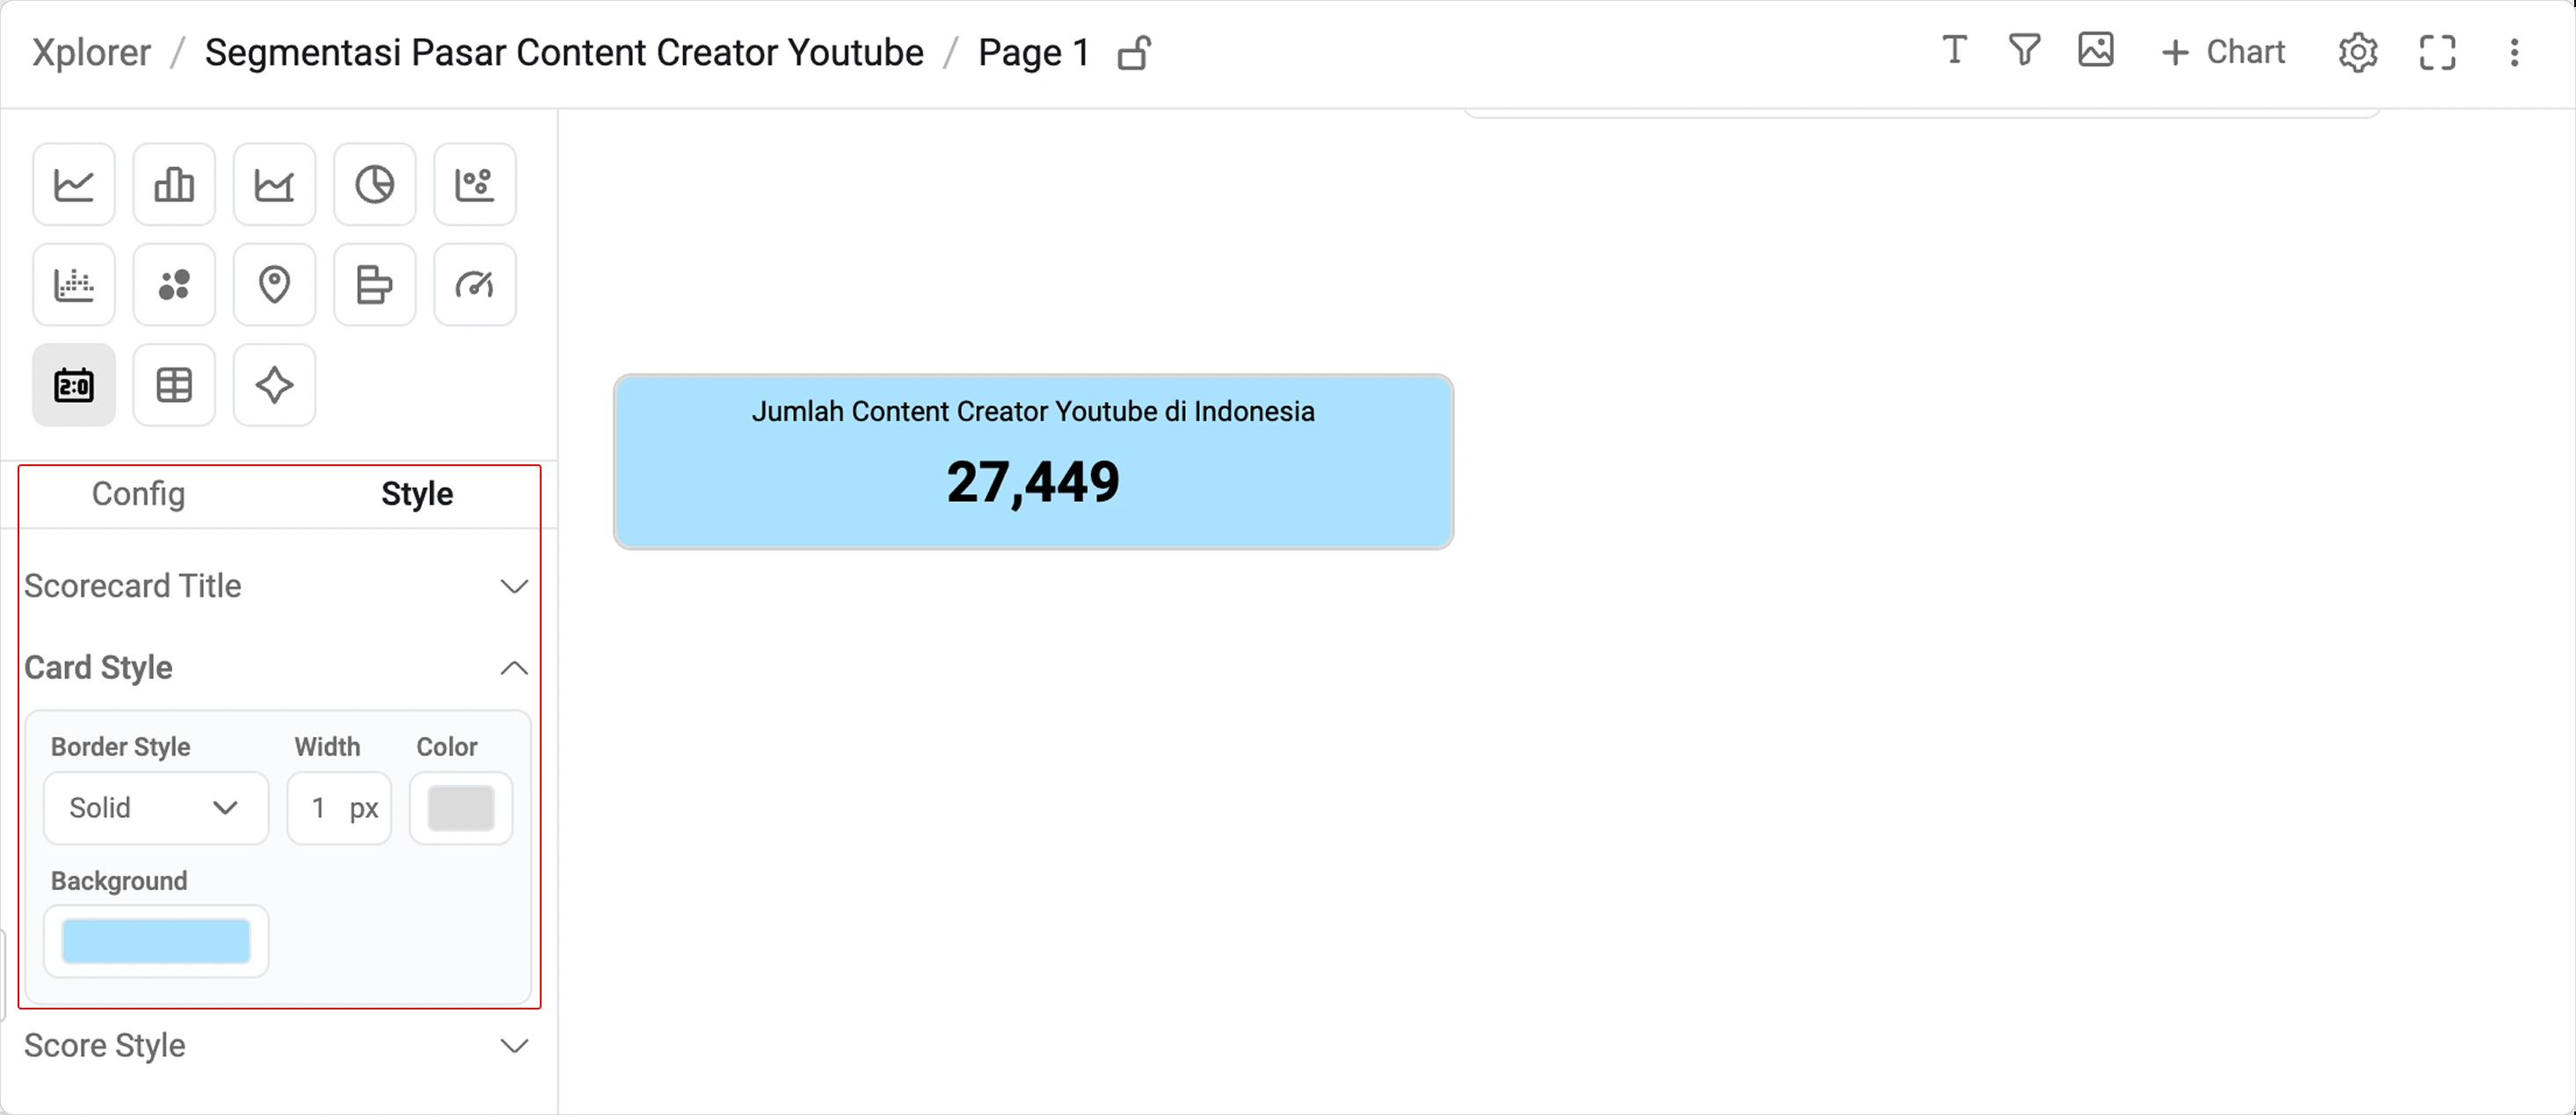 Xplorer / Segmentasi Pasar Content Creator Youtube / Page 1
+ Chart
2:0
Config Style
Scorecard Title
Card Style
Border Style Width Color
Solid 1 px
Background
Score Style
Jumlah Content Creator Youtube di Indonesia
27,449